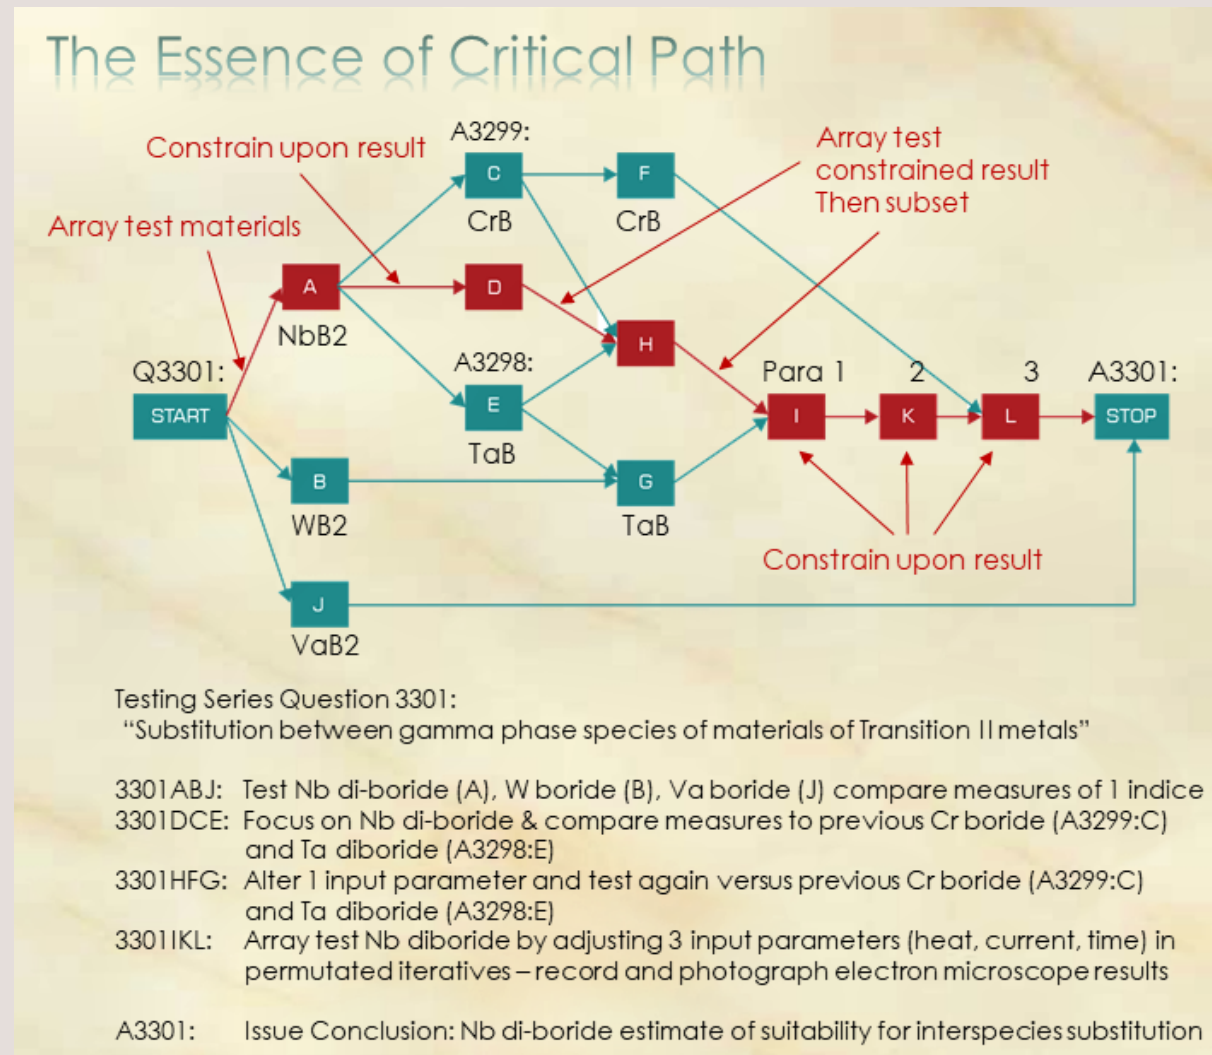 The Essence of Critical Path
A3299:
Constrain upon result
Array test
constrained result
Then subset
C
F
CrB
CrB
Array test materials
A
D
NbB2
H
Q3301:
A3298:
Para 1
2
3
A3301:
START
E
I
K
L
STOP
TaB
B
G
WB2
TaB
Constrain upon result
J
VaB2
Testing Series Question 3301:
“Substitution between gamma phase species of materials of Transition II metals”
3301ABJ: Test Nb di-boride (A), W boride (B), Va boride (J) compare measures of 1 indice
3301DCE: Focus on Nb di-boride & compare measures to previous Cr boride (A3299:C)
and Ta diboride (A3298:E)
3301HFG: Alter 1 input parameter and test again versus previous Cr boride (A3299:C)
and Ta diboride (A3298:E)
3301IKL: Array test Nb diboride by adjusting 3 input parameters (heat, current, time) in
permutated iteratives – record and photograph electron microscope results
A3301: Issue Conclusion: Nb di-boride estimate of suitability for interspecies substitution